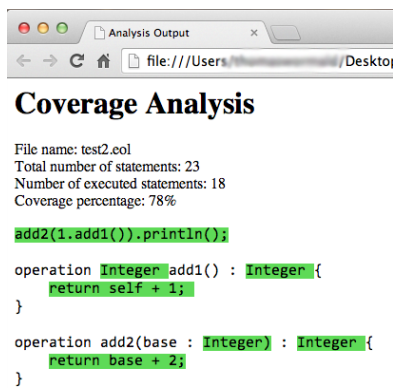 Analysis Output
file:///Users/ /Desktop
Coverage Analysis
File name: test2.eol
Total number of statements: 23
Number of executed statements: 18
Coverage percentage: 78%
add2(1.add1()).println();
operation Integer add1() : Integer {
return self + 1;
}
operation add2(base : Integer) : Integer {
return base + 2;
}